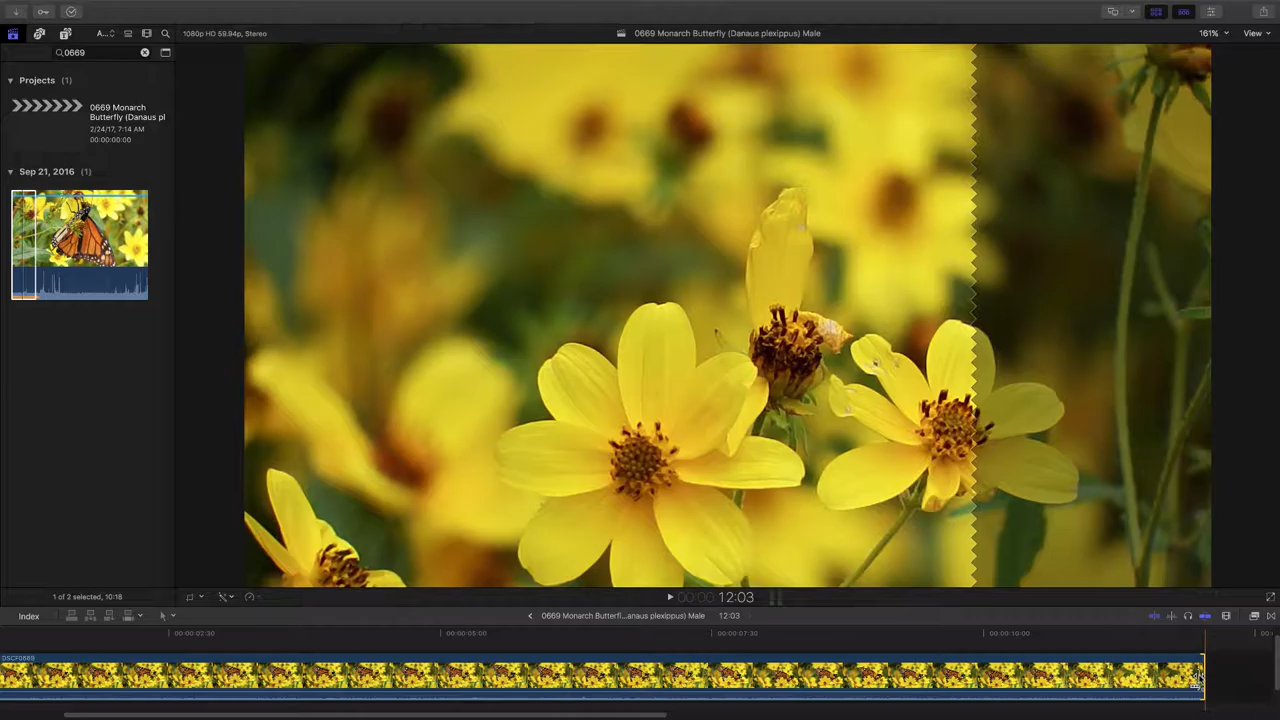 A...
1080p HD 59.94p, Stereo
0669 Monarch Butterfly (Danaus plexippus) Male
161%
View
0669
Projects (1)
0669 Monarch
Butterfly (Danaus pl
2/24/17, 7:14 AM
00:00:00:00
Sep 21, 2016 (1)
1 of 2 selected, 10:18
00:00 12:03
Index
0669 Monarch Butterfl...anaus plexippus) Male
12:03
00:00:02:30
00:00:05:00
00:00:07:30
00:00:10:00
DSCF0669